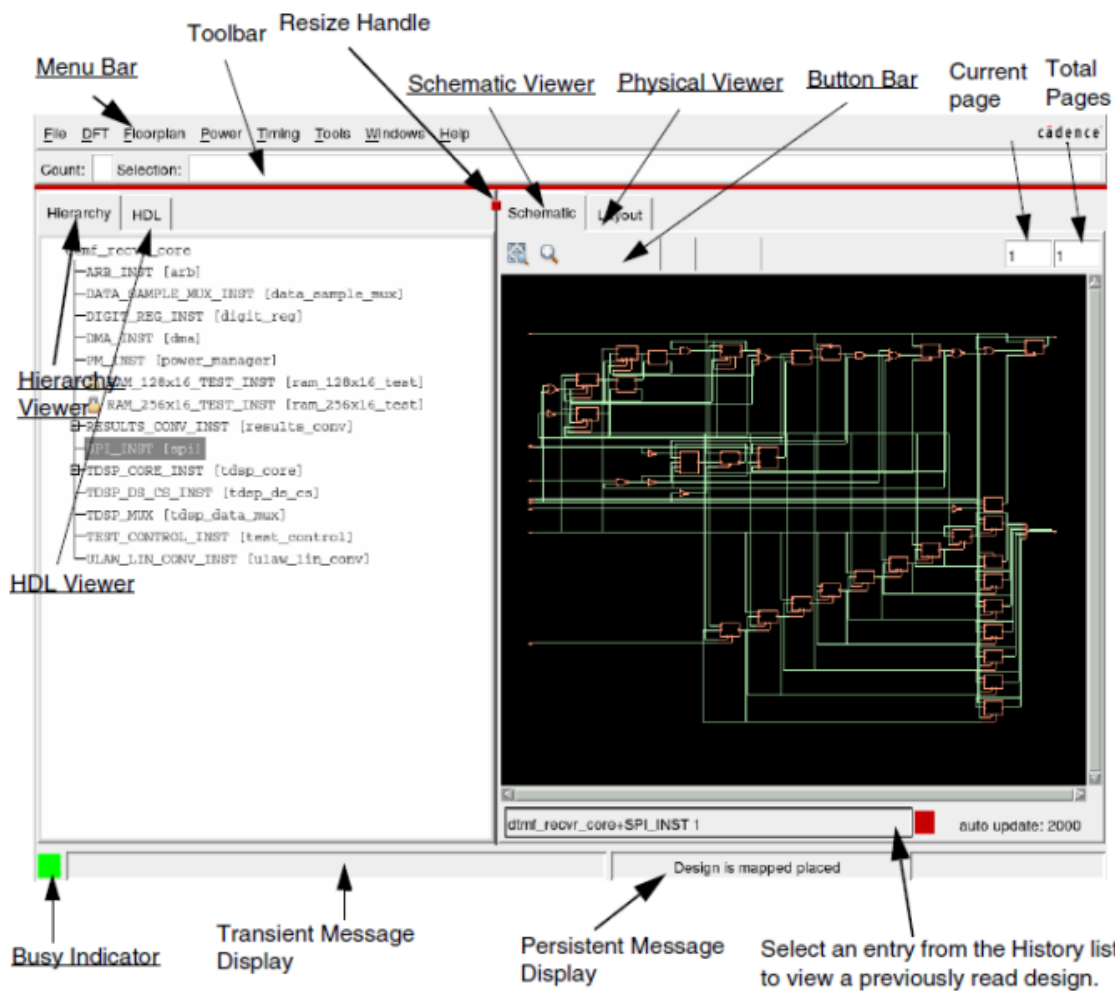 Toolbar
Resize Handle
Menu Bar
Schematic Viewer
Physical Viewer
Button Bar
Current
page
Total
Pages
File DFT Floorplan Power Timing Tools Windows Help
cādence
Count: Selection:
Hierarchy HDL
Schematic Layout
1 1
dtmf_recvr_core
ARB_INST [arb]
DATA_SAMPLE_MUX_INST [data_sample_mux]
DIGIT_REG_INST [digit_reg]
DMA_INST [dma]
PM_INST [power_manager]
RAM_128x16_TEST_INST [ram_128x16_test]
Hierarchy
Viewer
RAM_256x16_TEST_INST [ram_256x16_test]
RESULTS_CONV_INST [results_conv]
SPI_INST [spi]
TDSP_CORE_INST [tdsp_core]
TDSP_DS_CS_INST [tdsp_ds_cs]
TDSP_MUX [tdsp_data_mux]
TEST_CONTROL_INST [test_control]
ULAW_LIN_CONV_INST [ulaw_lin_conv]
HDL Viewer
dtmf_recvr_core+SPI_INST 1
auto update: 2000
Design is mapped placed
Busy Indicator
Transient Message
Display
Persistent Message
Display
Select an entry from the History list
to view a previously read design.